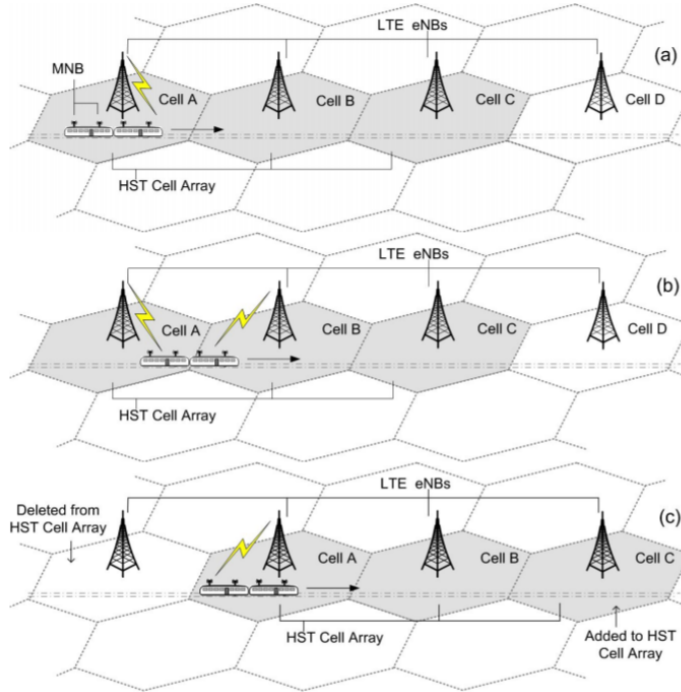 LTE eNBs
(a)
MNB
Cell A
Cell B
Cell C
Cell D
HST Cell Array
LTE eNBs
(b)
Cell A
Cell B
Cell C
Cell D
HST Cell Array
LTE eNBs
Deleted from
HST Cell Array
(c)
Cell A
Cell B
Cell C
HST Cell Array
Added to HST
Cell Array